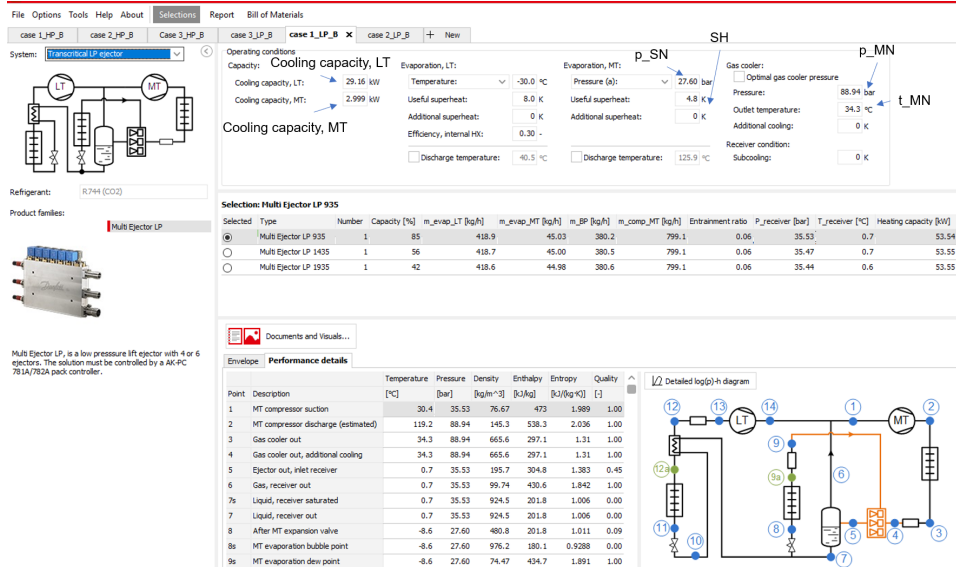 File Options Tools Help About Selections Report Bill of Materials
case 1_HP_B case 2_HP_B Case 3_HP_B case 3_LP_B case 1_LP_B × case 2_LP_B + New
System: Transcritical LP ejector
LT MT
Refrigerant: R744 (CO2)
Product families:
Multi Ejector LP
Danfoss
Multi Ejector LP, is a low presssure lift ejector with 4 or 6
ejectors. The solution must be controlled by a AK-PC
781A/782A pack controller.
Operating conditions
Capacity:
Cooling capacity, LT
Cooling capacity, LT: 29.16 kW
Cooling capacity, MT: 2.999 kW
Cooling capacity, MT
Evaporation, LT:
Temperature: -30.0 ºC
Useful superheat: 8.0 K
Additional superheat: 0 K
Efficiency, internal HX: 0.30 -
Discharge temperature: 40.5 ºC
Evaporation, MT:
p_SN
SH
Pressure (a): 27.60 bar
Useful superheat: 4.8 K
Additional superheat: 0 K
Discharge temperature: 125.9 ºC
Gas cooler:
p_MN
Optimal gas cooler pressure
Pressure: 88.94 bar
t_MN
Outlet temperature: 34.3 ºC
Additional cooling: 0 K
Receiver condition:
Subcooling: 0 K
Selection: Multi Ejector LP 935
Selected Type Number Capacity [%] m_evap_LT [kg/h] m_evap_MT [kg/h] m_BP [kg/h] m_comp_MT [kg/h] Entrainment ratio P_receiver [bar] T_receiver [ºC] Heating capacity [kW]
Multi Ejector LP 935 1 85 418.9 45.03 380.2 799.1 0.06 35.53 0.7 53.54
Multi Ejector LP 1435 1 56 418.7 45.00 380.5 799.1 0.06 35.47 0.7 53.55
Multi Ejector LP 1935 1 42 418.6 44.98 380.6 799.1 0.06 35.44 0.6 53.55
Documents and Visuals...
Envelope Performance details
Temperature Pressure Density Enthalpy Entropy Quality
Point Description [ºC] [bar] [kg/m^3] [kJ/kg] [kJ/(kg·K)] [-]
1 MT compressor suction 30.4 35.53 76.67 473 1.989 1.00
2 MT compressor discharge (estimated) 119.2 88.94 145.3 538.3 2.036 1.00
3 Gas cooler out 34.3 88.94 665.6 297.1 1.31 1.00
4 Gas cooler out, additional cooling 34.3 88.94 665.6 297.1 1.31 1.00
5 Ejector out, inlet receiver 0.7 35.53 195.7 304.8 1.383 0.45
6 Gas, receiver out 0.7 35.53 99.74 430.6 1.842 1.00
7s Liquid, receiver saturated 0.7 35.53 924.5 201.8 1.006 0.00
7 Liquid, receiver out 0.7 35.53 924.5 201.8 1.006 0.00
8 After MT expansion valve -8.6 27.60 480.8 201.8 1.011 0.09
8s MT evaporation bubble point -8.6 27.60 976.2 180.1 0.9288 0.00
9s MT evaporation dew point -8.6 27.60 74.47 434.7 1.891 1.00
Detailed log(p)-h diagram
12 13 14 1 2
LT MT
9
12a 9a 6
11 10 8 5 4 3
7